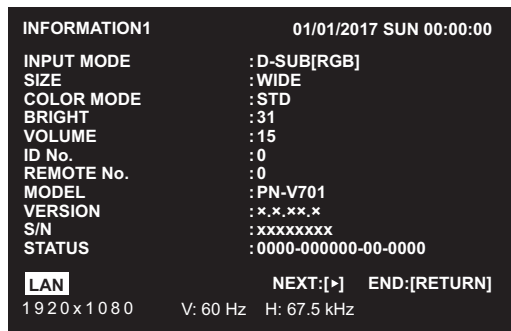 INFORMATION1 01/01/2017 SUN 00:00:00
INPUT MODE :D-SUB[RGB]
SIZE :WIDE
COLOR MODE :STD
BRIGHT :31
VOLUME :15
ID No. :0
REMOTE No. :0
MODEL :PN-V701
VERSION :×.×.××.×
S/N :xxxxxxxx
STATUS :0000-000000-00-0000
LAN NEXT:[▸] END:[RETURN]
1920x1080 V: 60 Hz H: 67.5 kHz